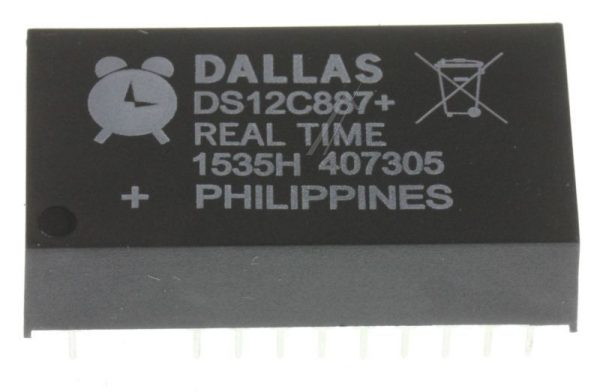 DALLAS
DS12C887+
REAL TIME
1535H 407305
+ PHILIPPINES